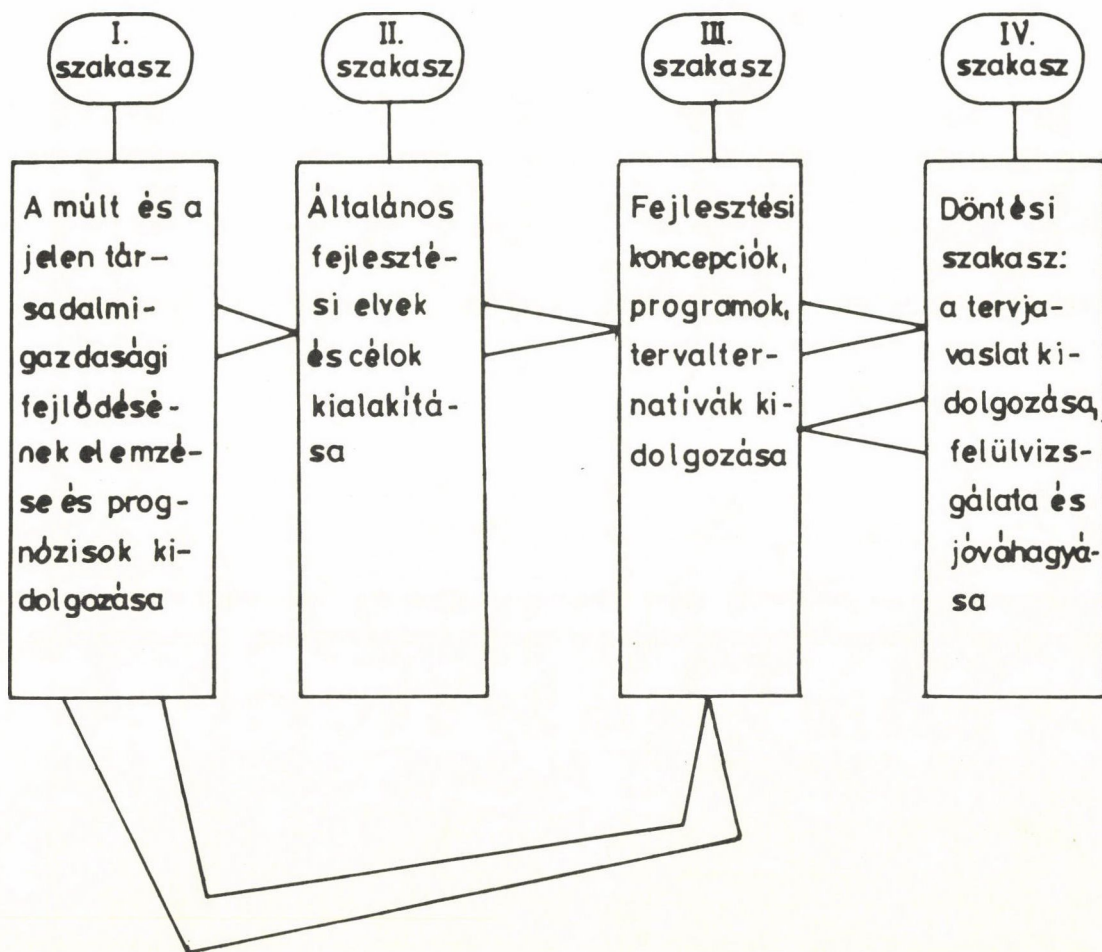 I.
szakasz
II.
szakasz
III.
szakasz
IV.
szakasz
A múlt és a
jelen tár-
sadalmi-
gazdasági
fejlődésé-
nek elemzé-
se és prog-
nózisok ki-
dolgozása
Általános
fejleszté-
si elvek
és célok
kialakítá-
sa
Fejlesztési
koncepciók,
programok,
tervalter-
natívák ki-
dolgozása
Döntési
szakasz:
a tervja-
vaslat ki-
dolgozása,
felülvizs-
gálata és
jóváhagyá-
sa